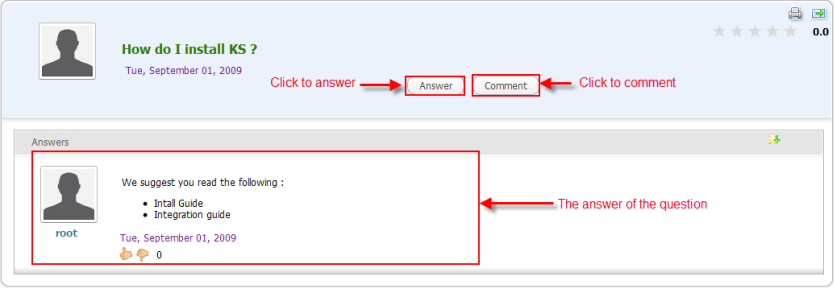 0.0
How do I install KS ?
Tue, September 01, 2009
Click to answer Answer Comment Click to comment
Answers
We suggest you read the following :
• Intall Guide
• Integration guide
The answer of the question
root
Tue, September 01, 2009
0